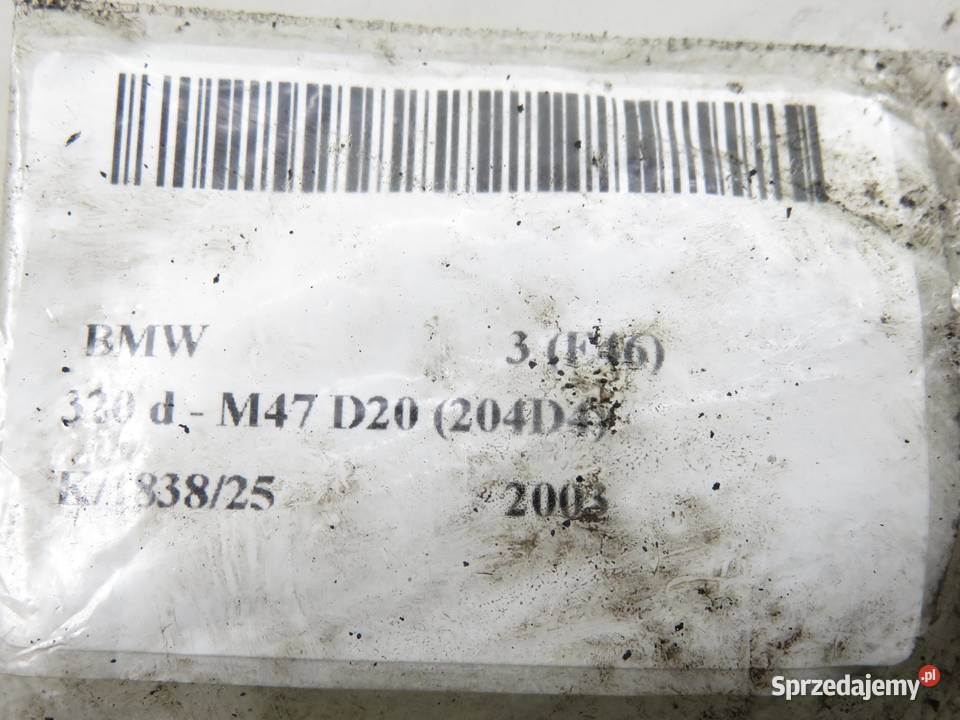 BMW 3 (E46)
320 d - M47 D20 (204D4)
2003
Sprzedajemy.pl